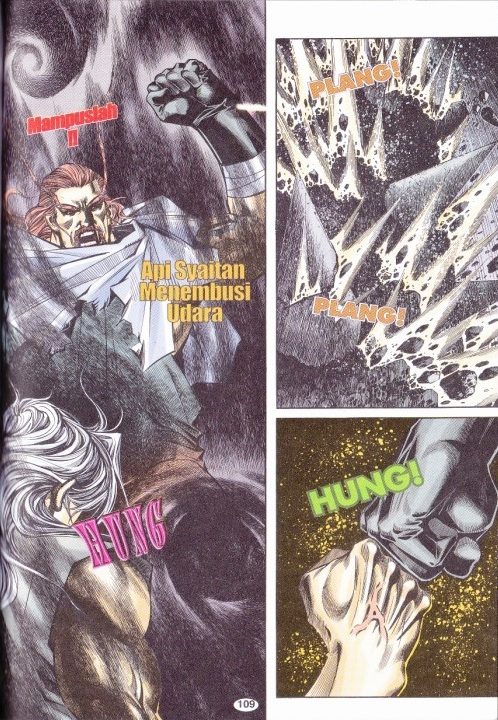 Mampuslah
!!
Api Syaitan
Menembusi
Udara
HUNG
PLANG!
PLANG!
HUNG!
109